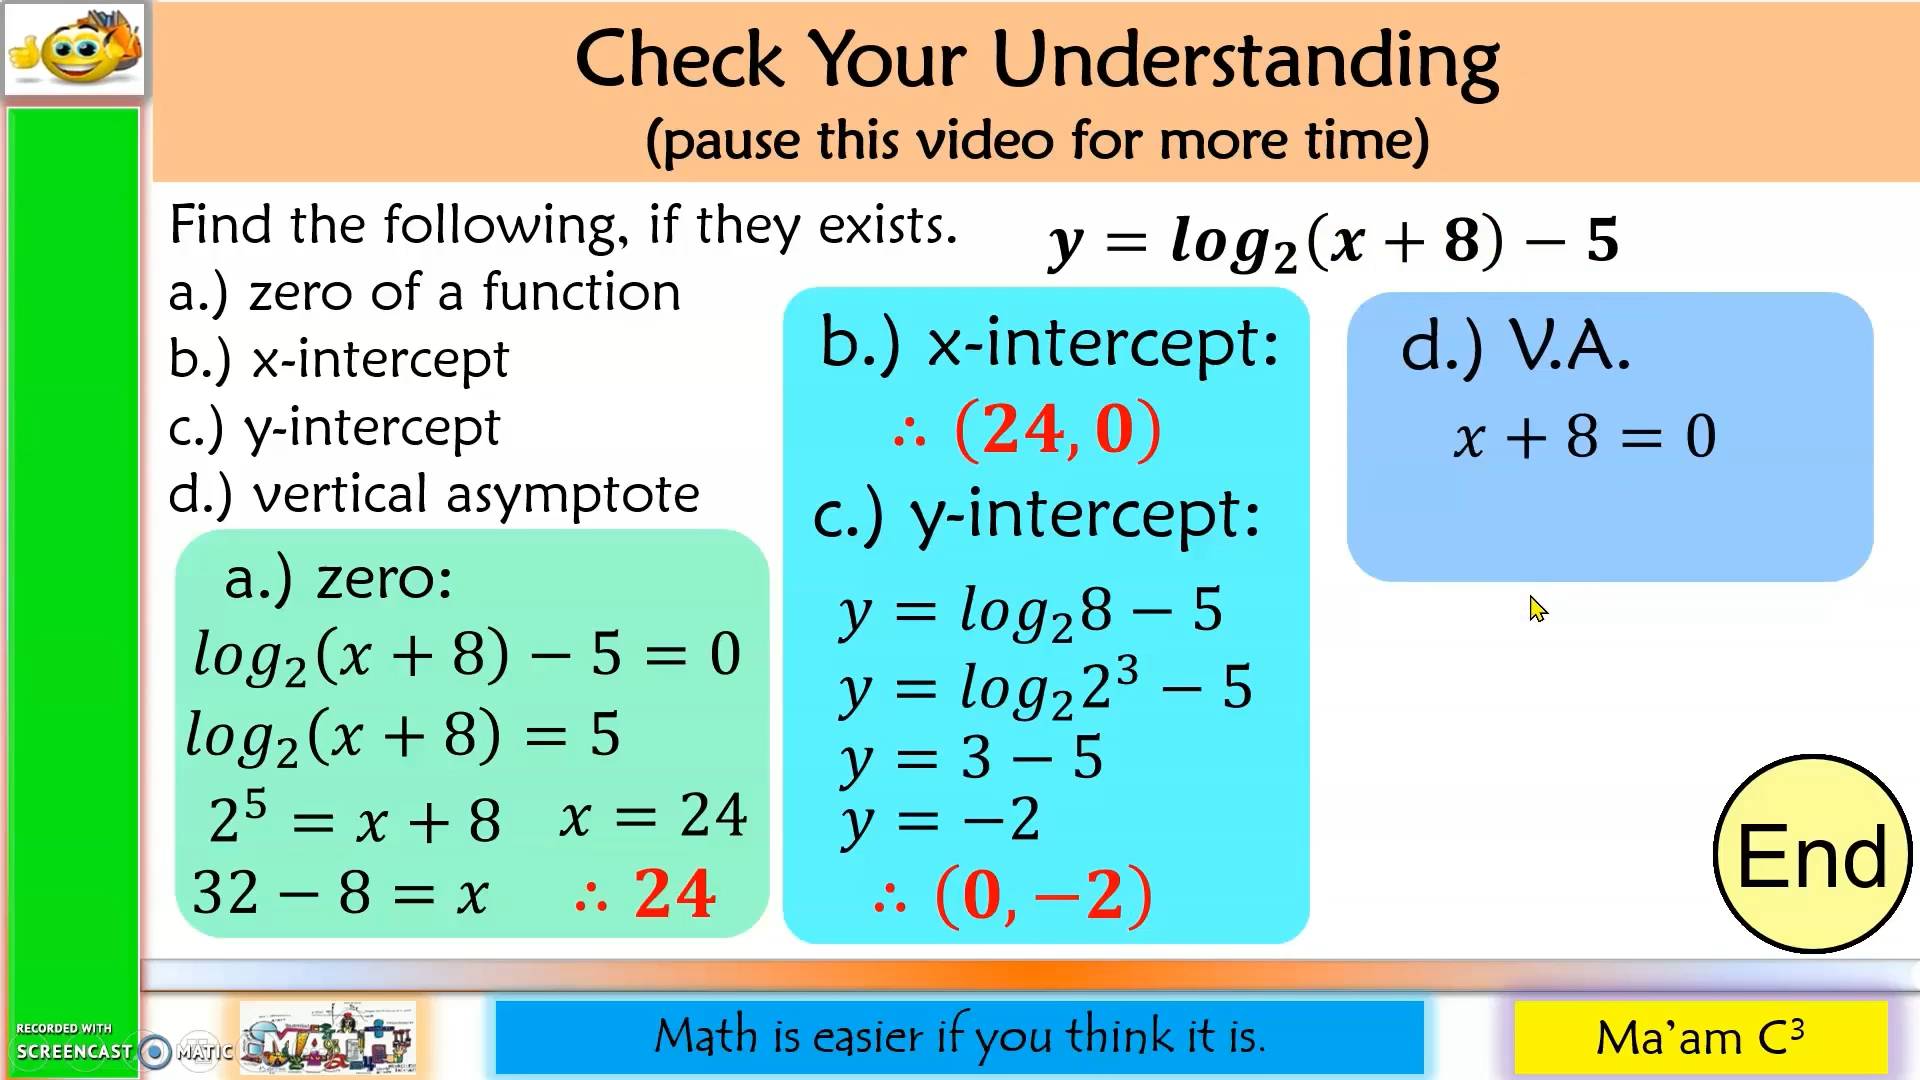 Check Your Understanding
(pause this video for more time)
Find the following, if they exists.
y = log₂(x + 8) − 5
a.) zero of a function
b.) x-intercept
c.) y-intercept
d.) vertical asymptote
a.) zero:
log₂(x + 8) − 5 = 0
log₂(x + 8) = 5
2⁵ = x + 8 x = 24
32 − 8 = x ∴ 24
b.) x-intercept:
∴ (24, 0)
c.) y-intercept:
y = log₂8 − 5
y = log₂2³ − 5
y = 3 − 5
y = −2
∴ (0, −2)
d.) V.A.
x + 8 = 0
End
RECORDED WITH
SCREENCAST MATIC
MATH
Math is easier if you think it is.
Ma’am C³